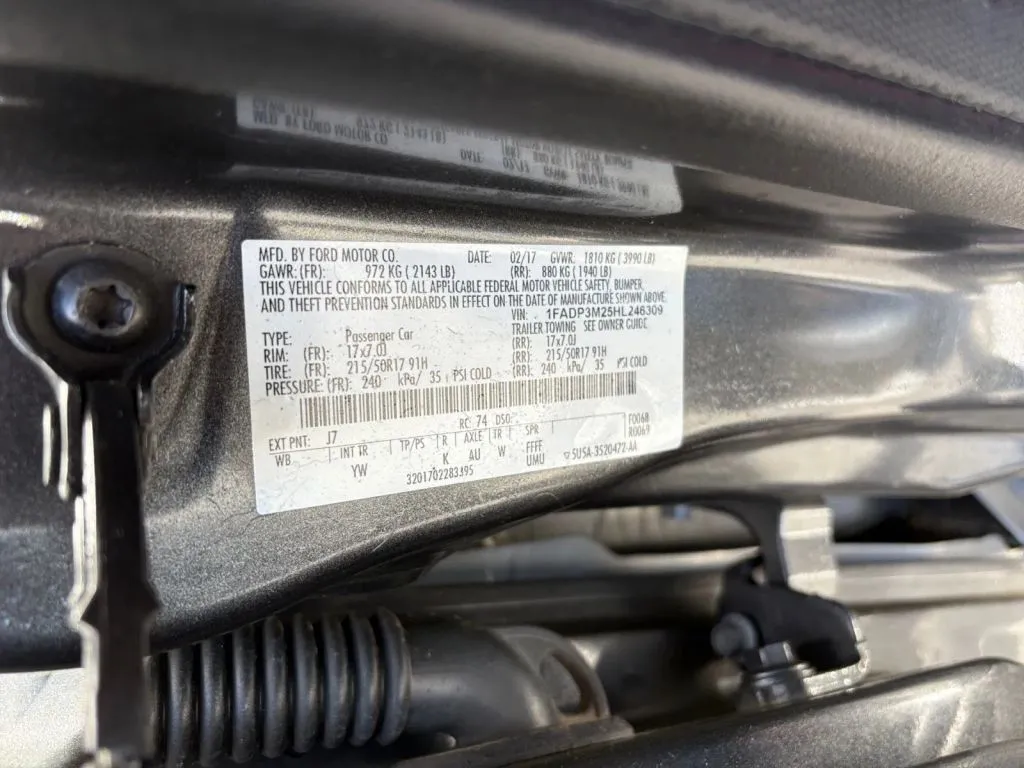 MFD. BY FORD MOTOR CO. DATE: 02/17 GVWR: 1810 KG ( 3990 LB)
GAWR: (FR): 972 KG ( 2143 LB) (RR): 880 KG ( 1940 LB)
THIS VEHICLE CONFORMS TO ALL APPLICABLE FEDERAL MOTOR VEHICLE SAFETY, BUMPER,
AND THEFT PREVENTION STANDARDS IN EFFECT ON THE DATE OF MANUFACTURE SHOWN ABOVE.
VIN: 1FADP3M25HL246309
TYPE: Passenger Car TRAILER TOWING SEE OWNER GUIDE
RIM: (FR): 17x7.0J (RR): 17x7.0J
TIRE: (FR): 215/50R17 91H (RR): 215/50R17 91H
PRESSURE: (FR): 240 kPa/ 35 PSI COLD (RR): 240 kPa/ 35 PSI COLD
EXT PNT: J7 RC: 74 DSO: F0068
WB INT TR TP/PS R AXLE TR SPR R0069
YW K AU W FFFF
UMU
3201702283495 5U5A-3520472-AA